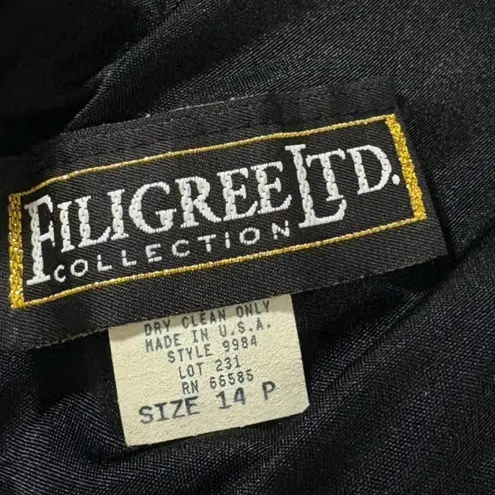 FILIGREE LTD.
COLLECTION
DRY CLEAN ONLY
MADE IN U.S.A.
STYLE 9984
LOT 231
RN 66585
SIZE 14 P